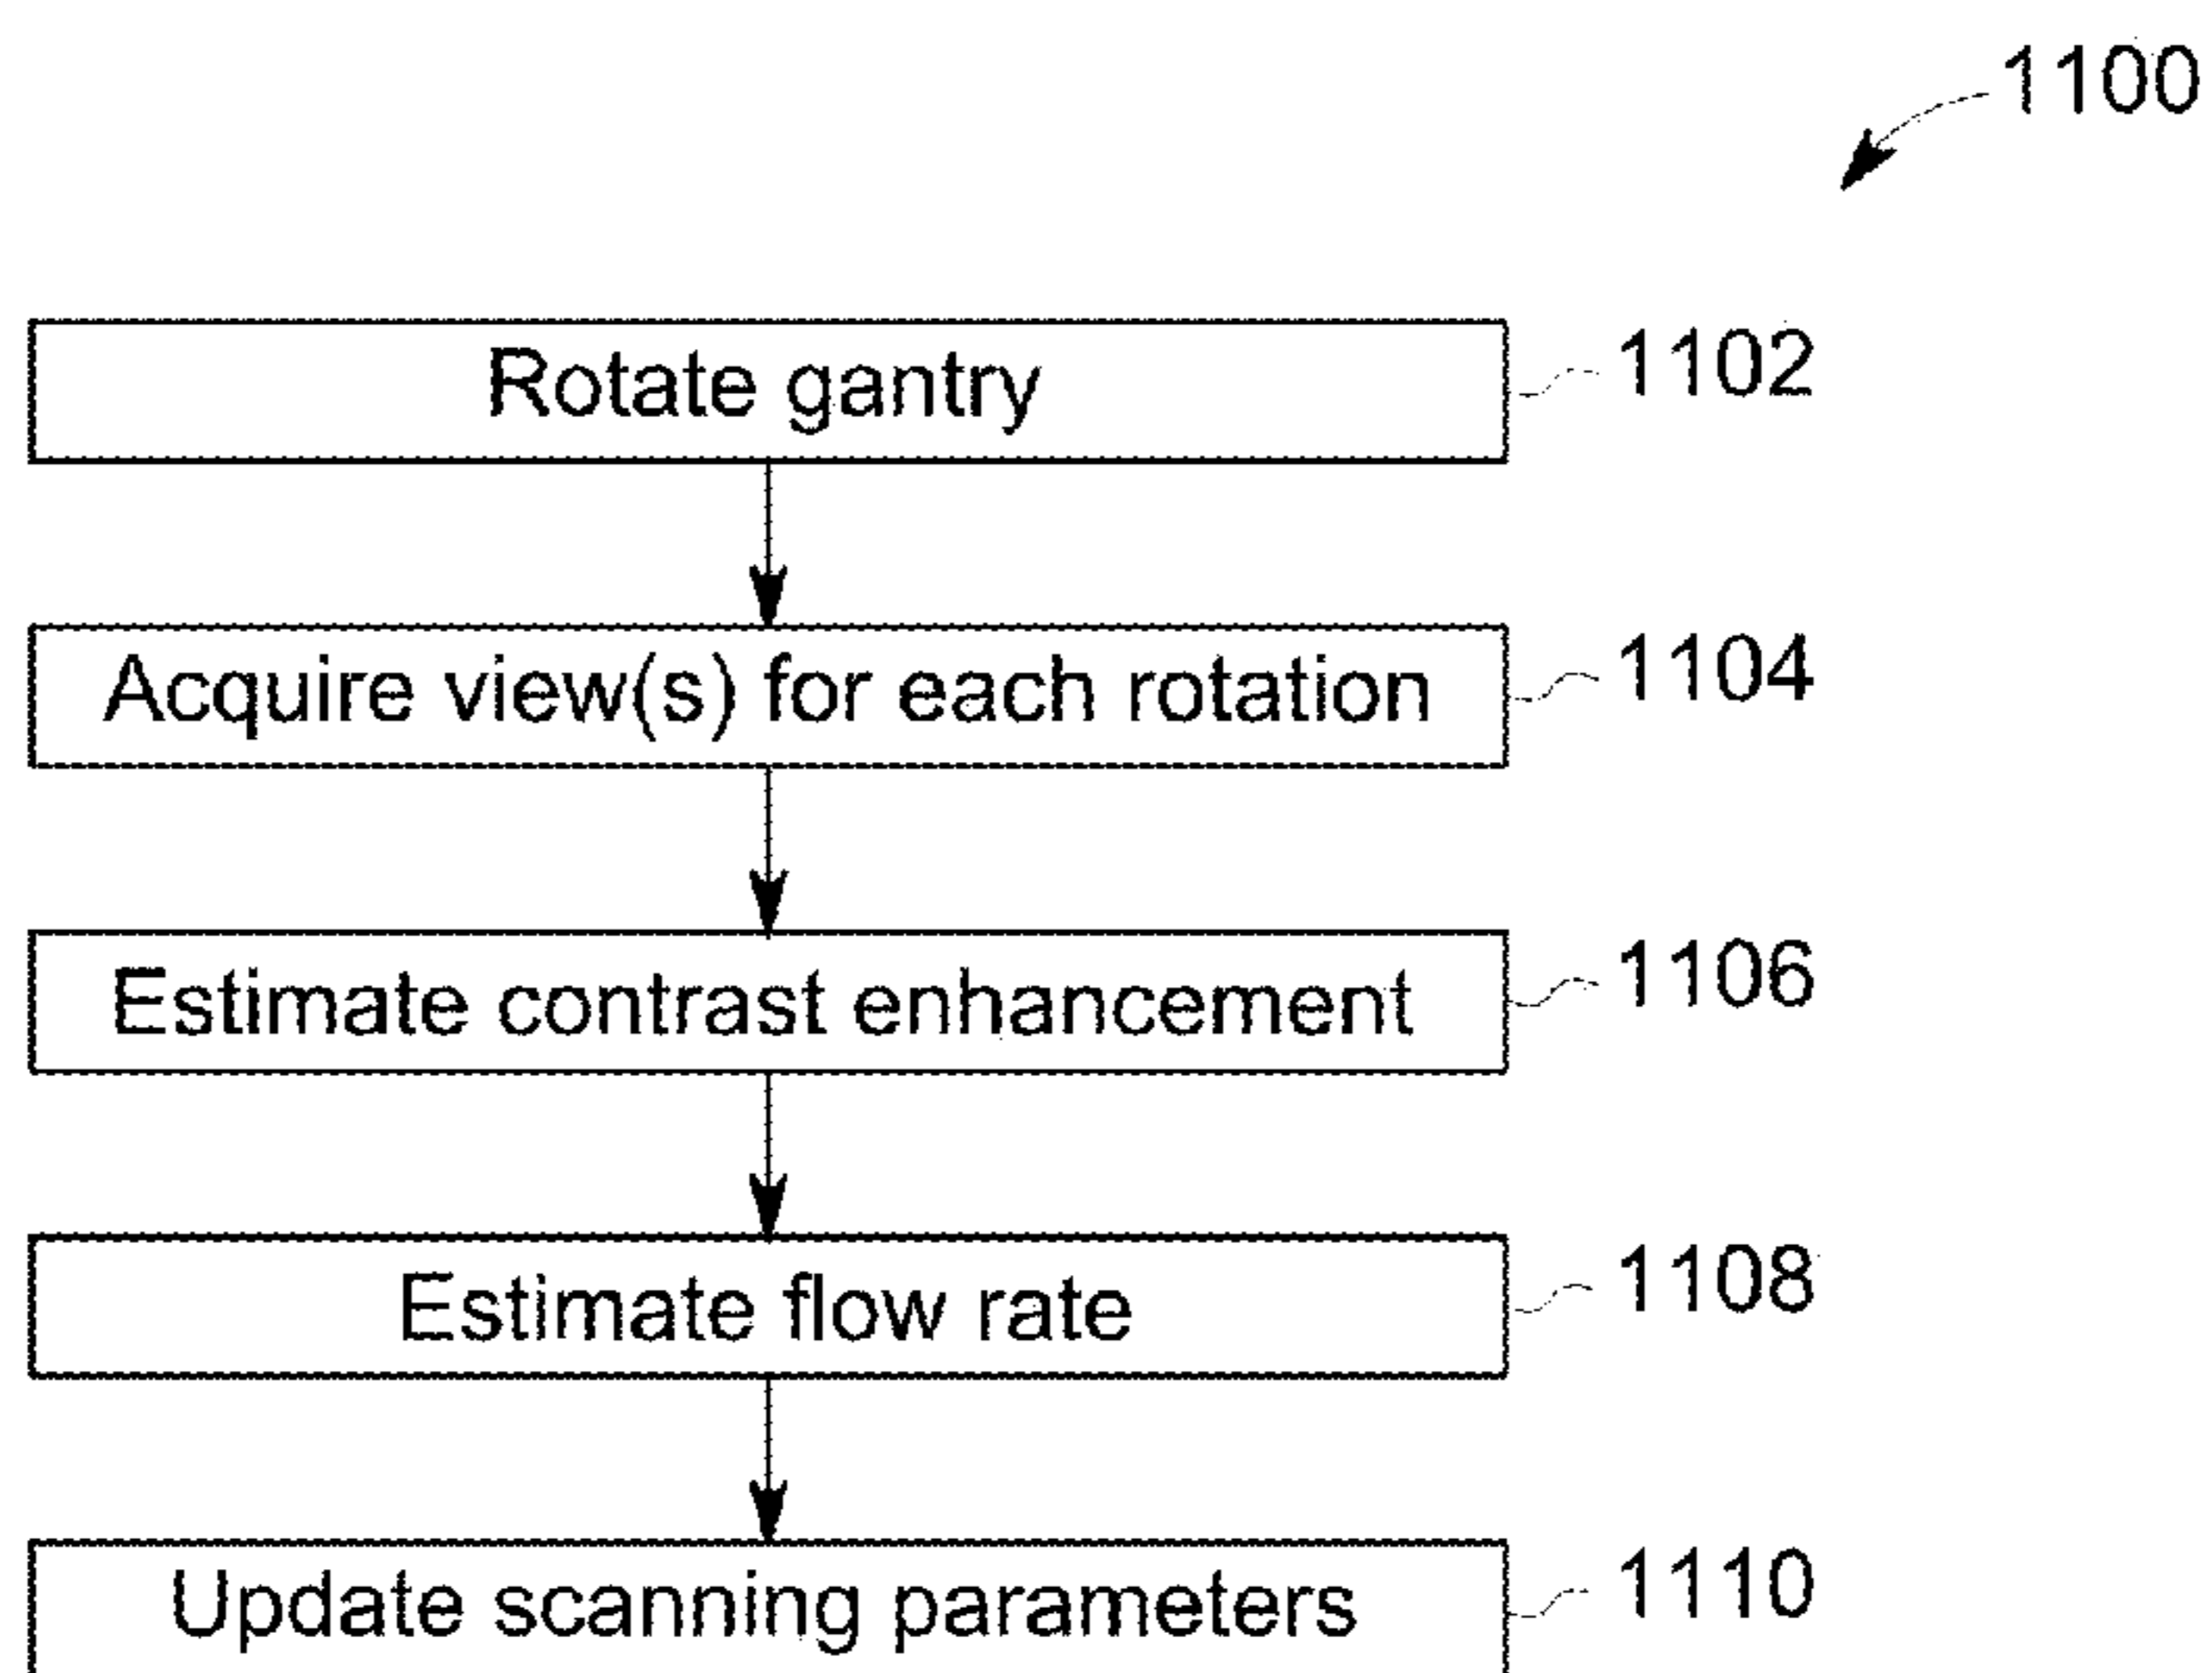 1100
Rotate gantry 1102
Acquire view(s) for each rotation 1104
Estimate contrast enhancement 1106
Estimate flow rate 1108
Update scanning parameters 1110